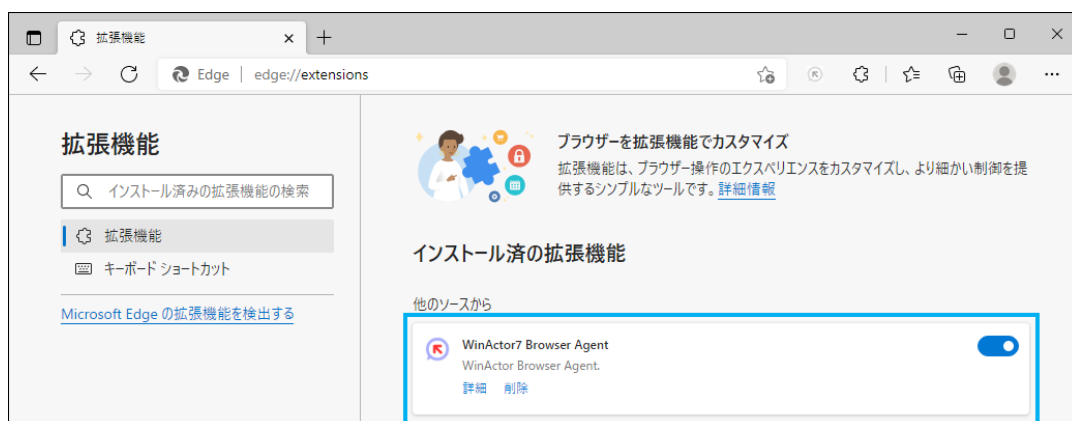 拡張機能
Edge
edge://extensions
拡張機能
インストール済みの拡張機能の検索
拡張機能
キーボード ショートカット
Microsoft Edge の拡張機能を検出する
ブラウザーを拡張機能でカスタマイズ
拡張機能は、ブラウザー操作のエクスペリエンスをカスタマイズし、より細かい制御を提
供するシンプルなツールです。詳細情報
インストール済の拡張機能
他のソースから
WinActor7 Browser Agent
WinActor Browser Agent.
詳細 削除